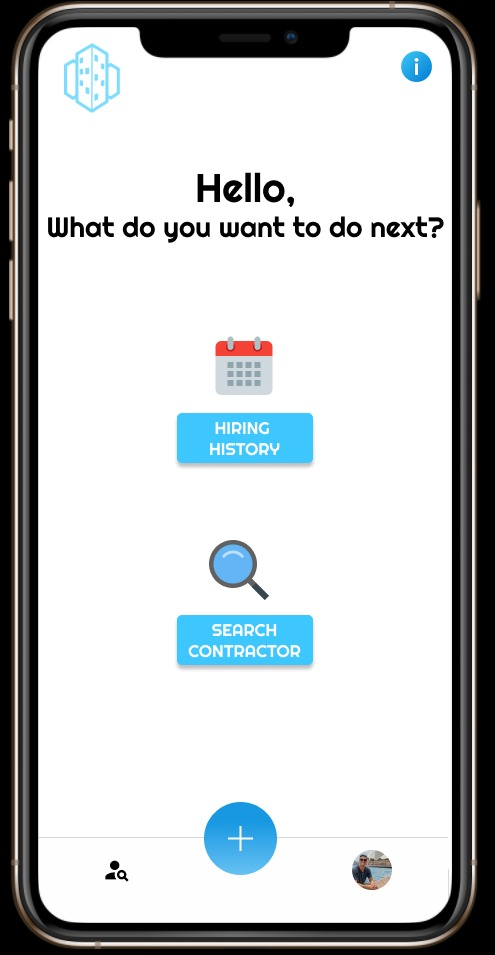 Hello,
What do you want to do next?
HIRING
HISTORY
SEARCH
CONTRACTOR